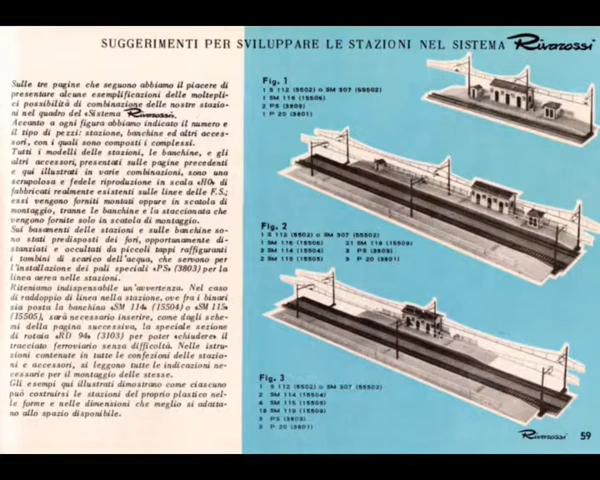 SUGGERIMENTI PER SVILUPPARE LE STAZIONI NEL SISTEMA Rivarossi
Sulle tre pagine che seguono abbiamo il piacere di
presentare alcune esemplificazioni delle moltepli-
ci possibilità di combinazione delle nostre stazio-
ni nel quadro del «Sistema Rivarossi».
Accanto a ogni figura abbiamo indicato il numero e
il tipo di pezzi: stazione, banchine ed altri acces-
sori, con i quali sono composti i complessi.
Tutti i modelli delle stazioni, le banchine, e gli
altri accessori, presentati sulle pagine precedenti
e qui illustrati in varie combinazioni, sono una
scrupolosa e fedele riproduzione in scala «H0» di
fabbricati realmente esistenti sulle linee delle F.S.;
essi vengono forniti montati oppure in scatola di
montaggio, tranne le banchine e la staccionata che
vengono fornite solo in scatola di montaggio.
Sui basamenti delle stazioni e sulle banchine so-
no stati predisposti dei fori, opportunamente di-
stanziati e occultati da piccoli tappi raffiguranti
i tombini di scarico dell'acqua, che servono per
l'installazione dei pali speciali «PS» (3803) per la
linea aerea nelle stazioni.
Riteniamo indispensabile un'avvertenza. Nel caso
di raddoppio di linea nella stazione, ove fra i binari
sia posta la banchina «SM 114» (15504) o «SM 115»
(15505), sarà necessario inserire, come dagli sche-
mi della pagina successiva, la speciale sezione
di rotaia «RD 94» (3103) per poter «chiudere» il
tracciato ferroviario senza difficoltà. Nelle istru-
zioni contenute in tutte le confezioni delle stazio-
ni e accessori, si leggono tutte le indicazioni ne-
cessarie per il montaggio delle stesse.
Gli esempi qui illustrati dimostrano come ciascuno
può costruirsi le stazioni del proprio plastico nel-
le forme e nelle dimensioni che meglio si adatta-
no allo spazio disponibile.
Fig. 1
1 S 112 (5502) o SM 307 (55502)
1 SM 116 (15506)
2 PS (3803)
1 P 20 (3801)
Fig. 2
1 S 112 (5502) o SM 307 (55502)
1 SM 116 (15506) 21 SM 119 (15509)
3 SM 114 (15504) 3 PS (3803)
2 SM 115 (15505) 3 P 20 (3801)
Fig. 3
1 S 112 (5502) o SM 307 (55502)
2 SM 114 (15504)
4 SM 115 (15505)
18 SM 119 (15509)
3 PS (3803)
3 P 20 (3801)
Rivarossi 59